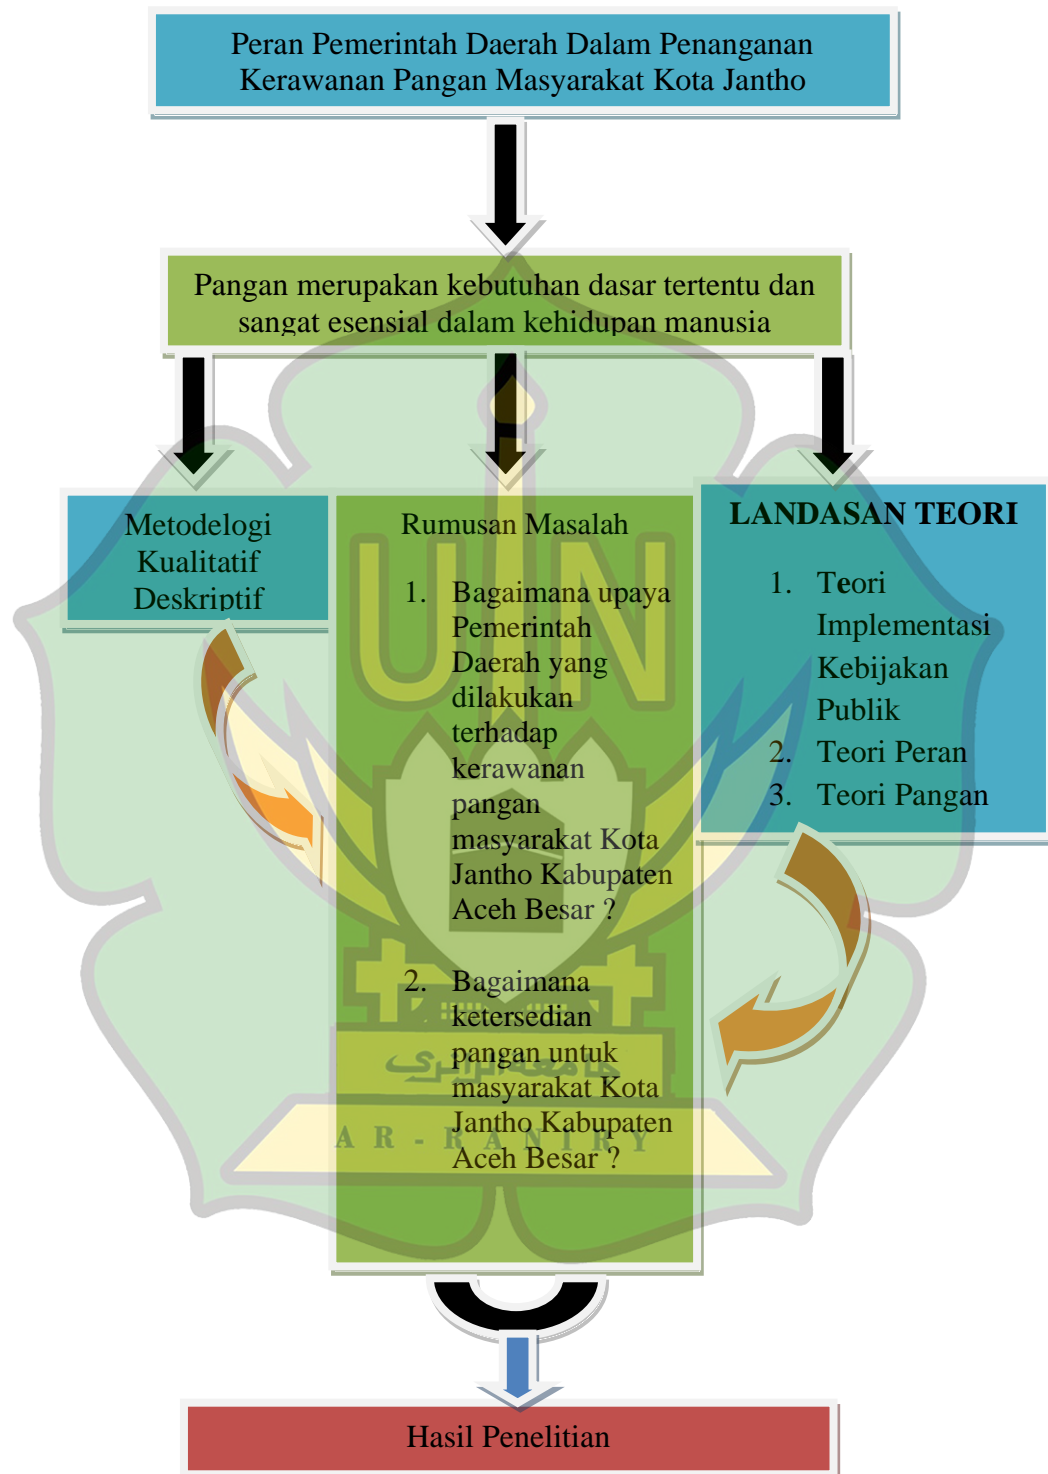 Peran Pemerintah Daerah Dalam Penanganan
Kerawanan Pangan Masyarakat Kota Jantho
Pangan merupakan kebutuhan dasar tertentu dan
sangat esensial dalam kehidupan manusia
Metodelogi
Kualitatif
Deskriptif
Rumusan Masalah
1. Bagaimana upaya
Pemerintah
Daerah yang
dilakukan
terhadap
kerawanan
pangan
masyarakat Kota
Jantho Kabupaten
Aceh Besar ?
2. Bagaimana
ketersedian
pangan untuk
masyarakat Kota
Jantho Kabupaten
Aceh Besar ?
LANDASAN TEORI
1. Teori
Implementasi
Kebijakan
Publik
2. Teori Peran
3. Teori Pangan
UIN
جامعة الرانري
AR-RANIRY
Hasil Penelitian